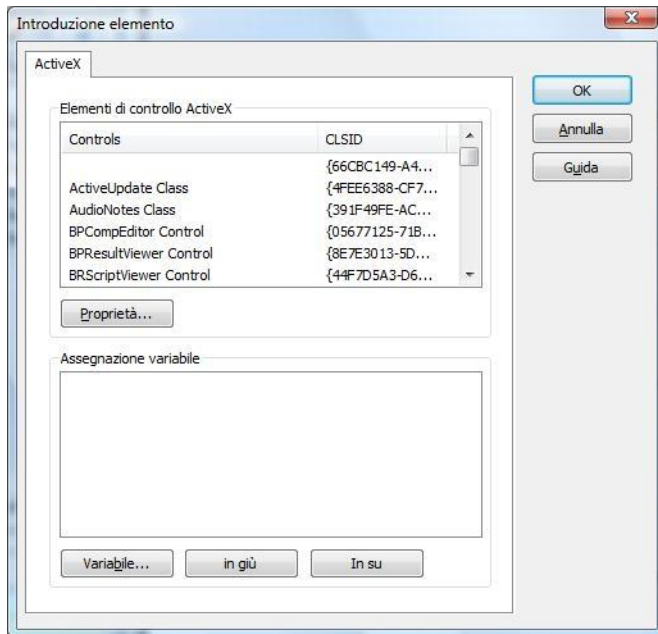 Introduzione elemento
ActiveX
OK
Annulla
Guida
Elementi di controllo ActiveX
Controls CLSID
{66CBC149-A4...
ActiveUpdate Class {4FEE6388-CF7...
AudioNotes Class {391F49FE-AC...
BPCompEditor Control {05677125-71B...
BPResultViewer Control {8E7E3013-5D...
BRScriptViewer Control {44F7D5A3-D6...
Proprietà...
Assegnazione variabile
Variabile... in giù In su